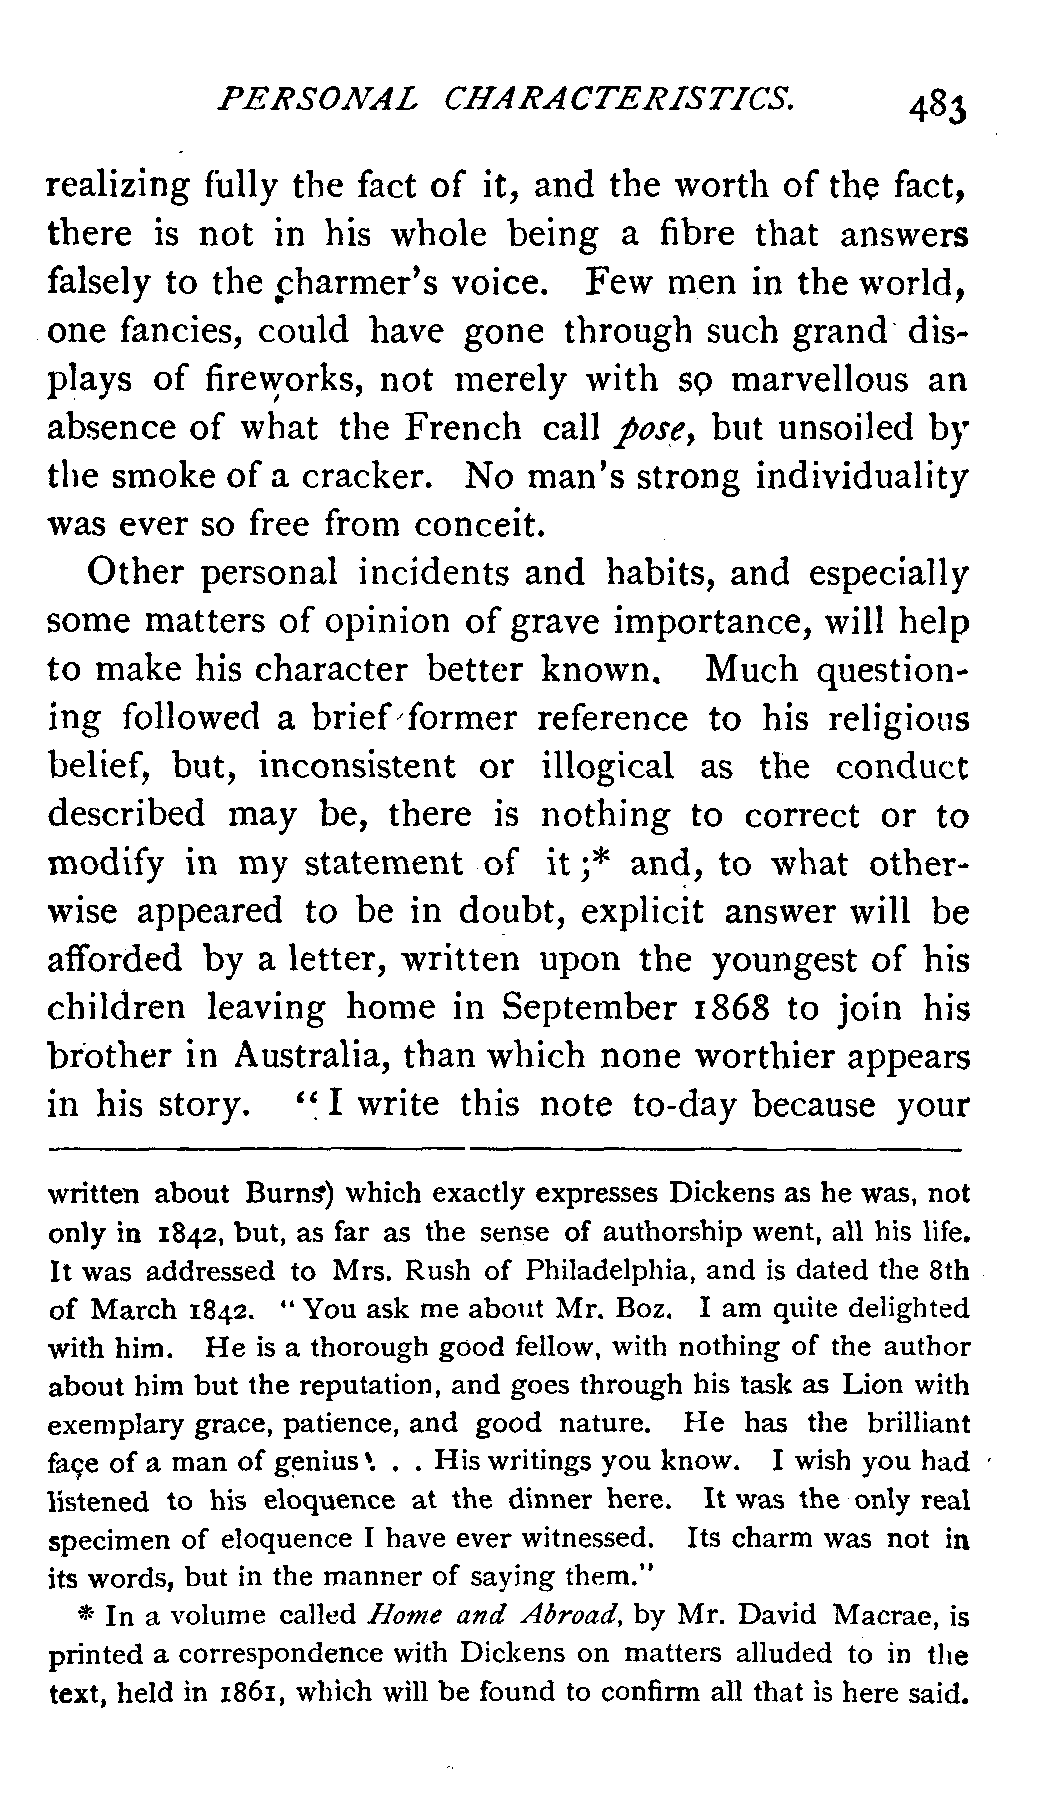 PERSONAL CHARACTERISTICS. 483
realizing fully the fact of it, and the worth of the fact,
there is not in his whole being a fibre that answers
falsely to the charmer's voice. Few men in the world,
one fancies, could have gone through such grand dis-
plays of fireworks, not merely with so marvellous an
absence of what the French call pose, but unsoiled by
the smoke of a cracker. No man's strong individuality
was ever so free from conceit.
Other personal incidents and habits, and especially
some matters of opinion of grave importance, will help
to make his character better known. Much question-
ing followed a brief former reference to his religious
belief, but, inconsistent or illogical as the conduct
described may be, there is nothing to correct or to
modify in my statement of it ;* and, to what other-
wise appeared to be in doubt, explicit answer will be
afforded by a letter, written upon the youngest of his
children leaving home in September 1868 to join his
brother in Australia, than which none worthier appears
in his story. “ I write this note to-day because your
written about Burns) which exactly expresses Dickens as he was, not
only in 1842, but, as far as the sense of authorship went, all his life.
It was addressed to Mrs. Rush of Philadelphia, and is dated the 8th
of March 1842. “ You ask me about Mr. Boz. I am quite delighted
with him. He is a thorough good fellow, with nothing of the author
about him but the reputation, and goes through his task as Lion with
exemplary grace, patience, and good nature. He has the brilliant
face of a man of genius . . . His writings you know. I wish you had
listened to his eloquence at the dinner here. It was the only real
specimen of eloquence I have ever witnessed. Its charm was not in
its words, but in the manner of saying them.”
* In a volume called Home and Abroad, by Mr. David Macrae, is
printed a correspondence with Dickens on matters alluded to in the
text, held in 1861, which will be found to confirm all that is here said.